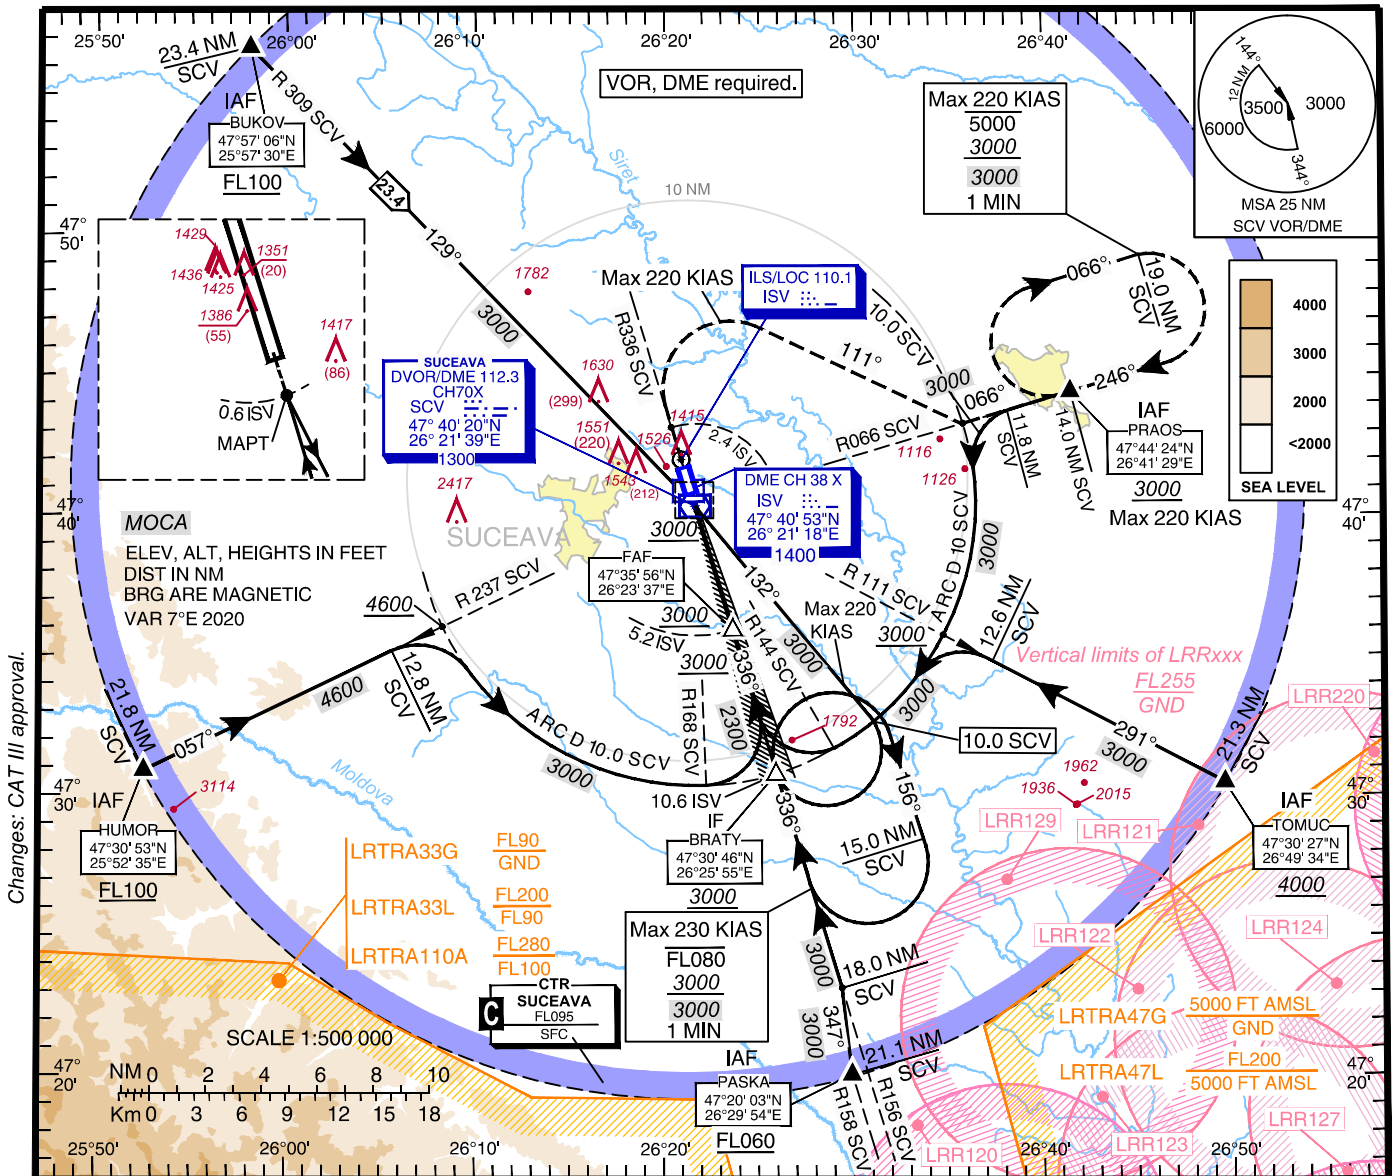 25°50'
26°00'
26°10'
26°20'
26°30'
26°40'
23.4 NM
SCV
IAF
BUKOV
47°57' 06"N
25°57' 30"E
FL100
R 309 SCV
23.4
129°
3000
VOR, DME required.
Siret
10 NM
Max 220 KIAS
5000
3000
3000
1 MIN
144°
12 NM
3500
3000
6000
344°
MSA 25 NM
SCV VOR/DME
47°
50'
1429
1436
1425
1351
(20)
1386
(55)
1417
(86)
0.6 ISV
MAPT
1782
Max 220 KIAS
ILS/LOC 110.1
ISV
R336 SCV
111°
10.0 SCV
3000
066°
066°
19.0 NM
SCV
246°
R066 SCV
11.8 NM
SCV
14.0 NM SCV
IAF
PRAOS
47°44' 24"N
26°41' 29"E
3000
Max 220 KIAS
4000
3000
2000
<2000
SEA LEVEL
SUCEAVA
DVOR/DME 112.3
CH70X
SCV
47° 40' 20"N
26° 21' 39"E
1300
1630
(299)
1551
(220)
1526
1415
1543
(212)
2.4 ISV
1116
1126
2417
SUCEAVA
DME CH 38 X
ISV
47° 40' 53"N
26° 21' 18"E
1400
47°
40'
47°
40'
MOCA
ELEV, ALT, HEIGHTS IN FEET
DIST IN NM
BRG ARE MAGNETIC
VAR 7°E 2020
3000
FAF
47°35' 56"N
26°23' 37"E
3000
5.2 ISV
3000
132°
3000
R144 SCV
336°
2300
R168 SCV
Max 220
KIAS
R 111 SCV
3000
ARC D 10 SCV
3000
12.6 NM
SCV
3000
R 237 SCV
4600
12.8 NM
SCV
4600
057°
21.8 NM
SCV
IAF
HUMOR
47°30' 53"N
25°52' 35"E
FL100
3114
Moldova
ARC D 10.0 SCV
3000
1792
10.0 SCV
Vertical limits of LRRxxx
FL255
GND
LRR220
21.3 NM
SCV
291°
3000
1962
1936
2015
47°
30'
47°
30'
IAF
TOMUC
47°30' 27"N
26°49' 34"E
4000
10.6 ISV
IF
BRATY
47°30' 46"N
26°25' 55"E
3000
336°
156°
15.0 NM
SCV
LRR129
LRR121
LRR122
LRR124
LRTRA33G
FL90
GND
LRTRA33L
FL200
FL90
LRTRA110A
FL280
FL100
Max 230 KIAS
FL080
3000
3000
1 MIN
3000
18.0 NM
SCV
347°
3000
21.1 NM
SCV
CTR
SUCEAVA
FL095
SFC
C
IAF
PASKA
47°20' 03"N
26°29' 54"E
FL060
R158 SCV
R156 SCV
LRTRA47G
5000 FT AMSL
GND
LRTRA47L
FL200
5000 FT AMSL
LRR127
LRR123
LRR120
SCALE 1:500 000
NM 0 2 4 6 8 10
Km 0 3 6 9 12 15 18
47°
20'
47°
20'
25°50'
26°00'
26°10'
26°20'
26°30'
26°40'
26°50'
Changes: CAT III approval.